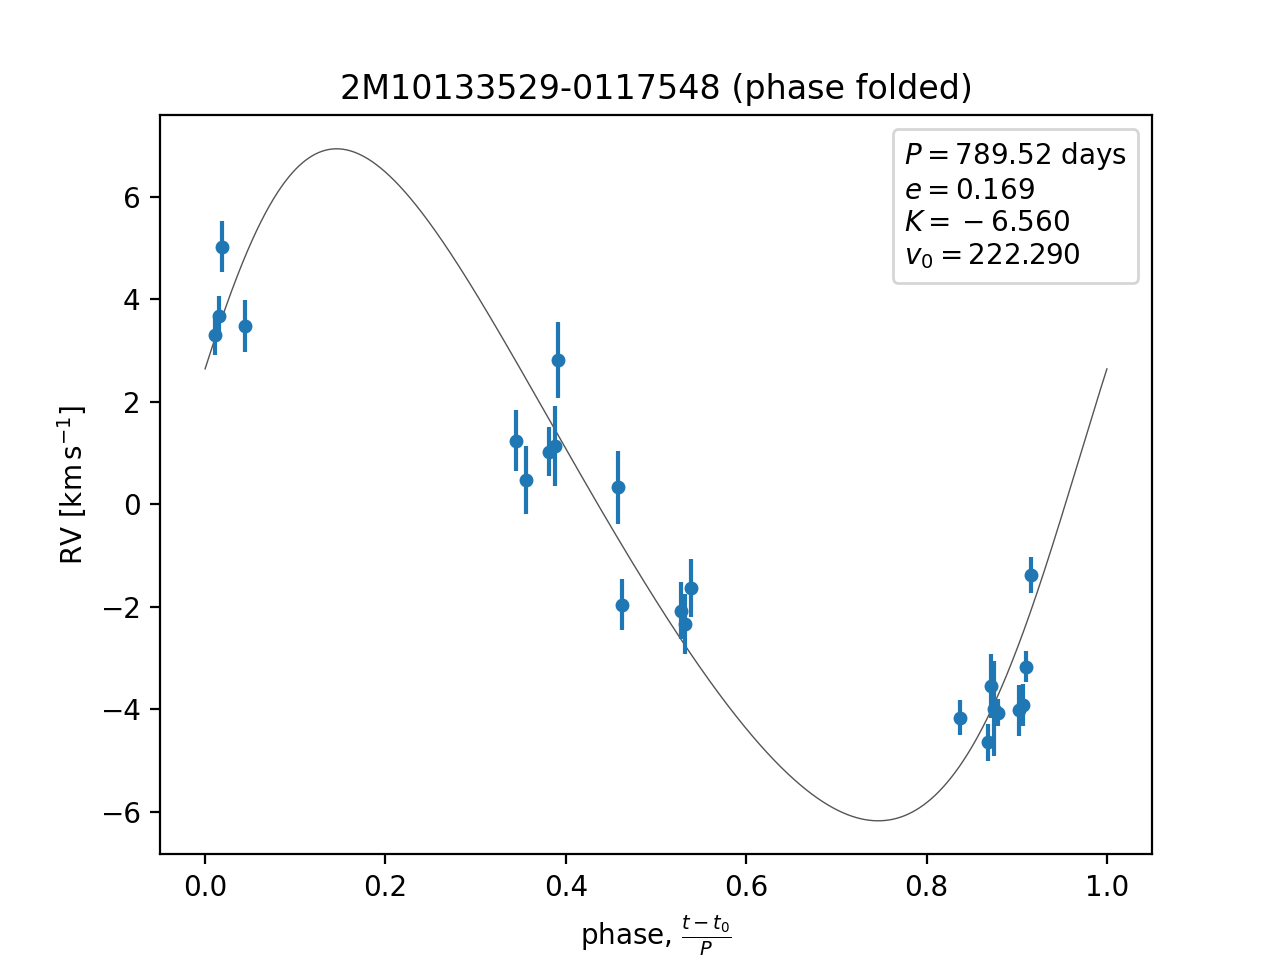 2M10133529-0117548 (phase folded)
P = 789.52 days
e = 0.169
K = −6.560
v₀ = 222.290
RV [km s⁻¹]
6
4
2
0
−2
−4
−6
0.0 0.2 0.4 0.6 0.8 1.0
phase, (t − t₀)/P